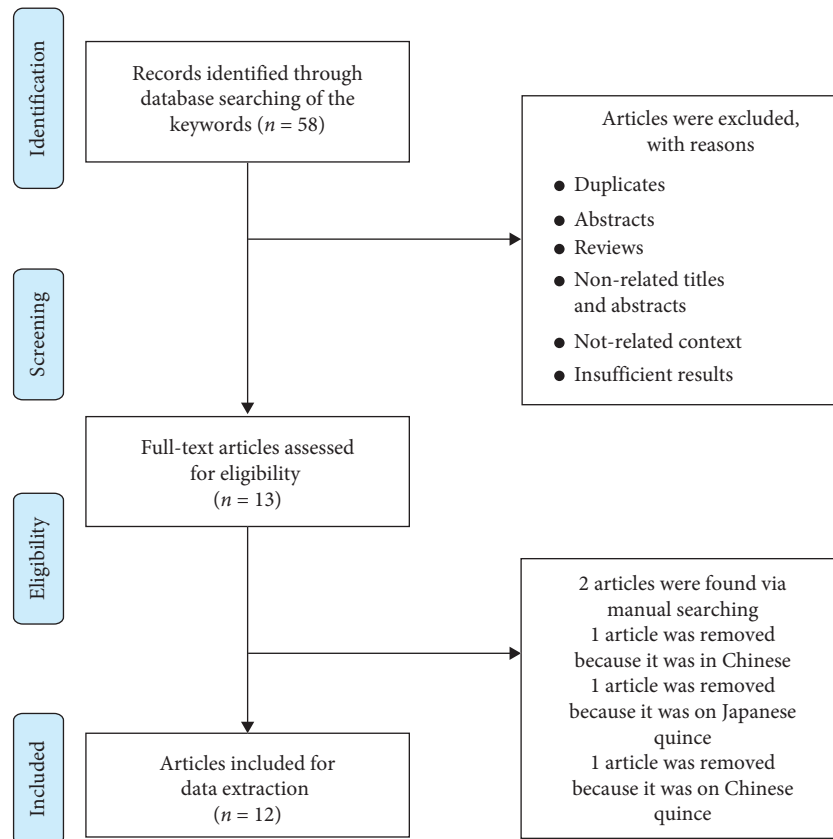 Identification
Records identified through
database searching of the
keywords (n = 58)
Articles were excluded,
with reasons
● Duplicates
● Abstracts
● Reviews
● Non-related titles
and abstracts
● Not-related context
● Insufficient results
Screening
Full-text articles assessed
for eligibility
(n = 13)
Eligibility
2 articles were found via
manual searching
1 article was removed
because it was in Chinese
1 article was removed
because it was on Japanese
quince
1 article was removed
because it was on Chinese
quince
Included
Articles included for
data extraction
(n = 12)